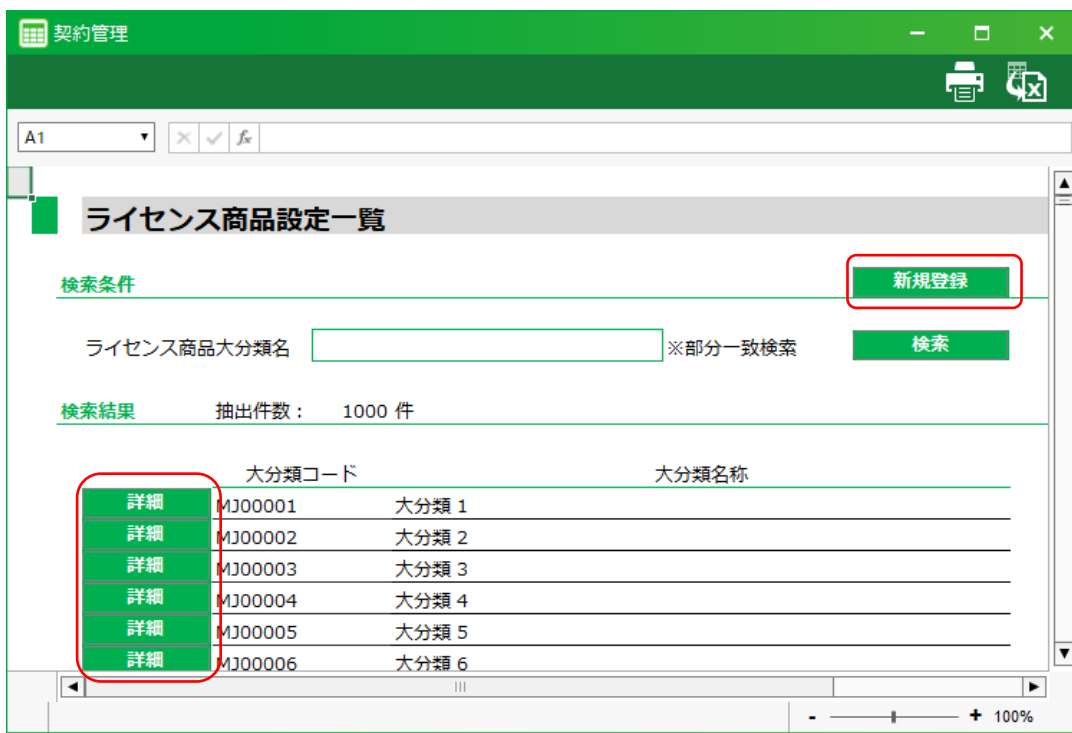 契約管理
A1
fx
ライセンス商品設定一覧
検索条件 新規登録
ライセンス商品大分類名 ※部分一致検索 検索
検索結果 抽出件数： 1000 件
大分類コード 大分類名称
詳細 MJ00001 大分類 1
詳細 MJ00002 大分類 2
詳細 MJ00003 大分類 3
詳細 MJ00004 大分類 4
詳細 MJ00005 大分類 5
詳細 MJ00006 大分類 6
- + 100%